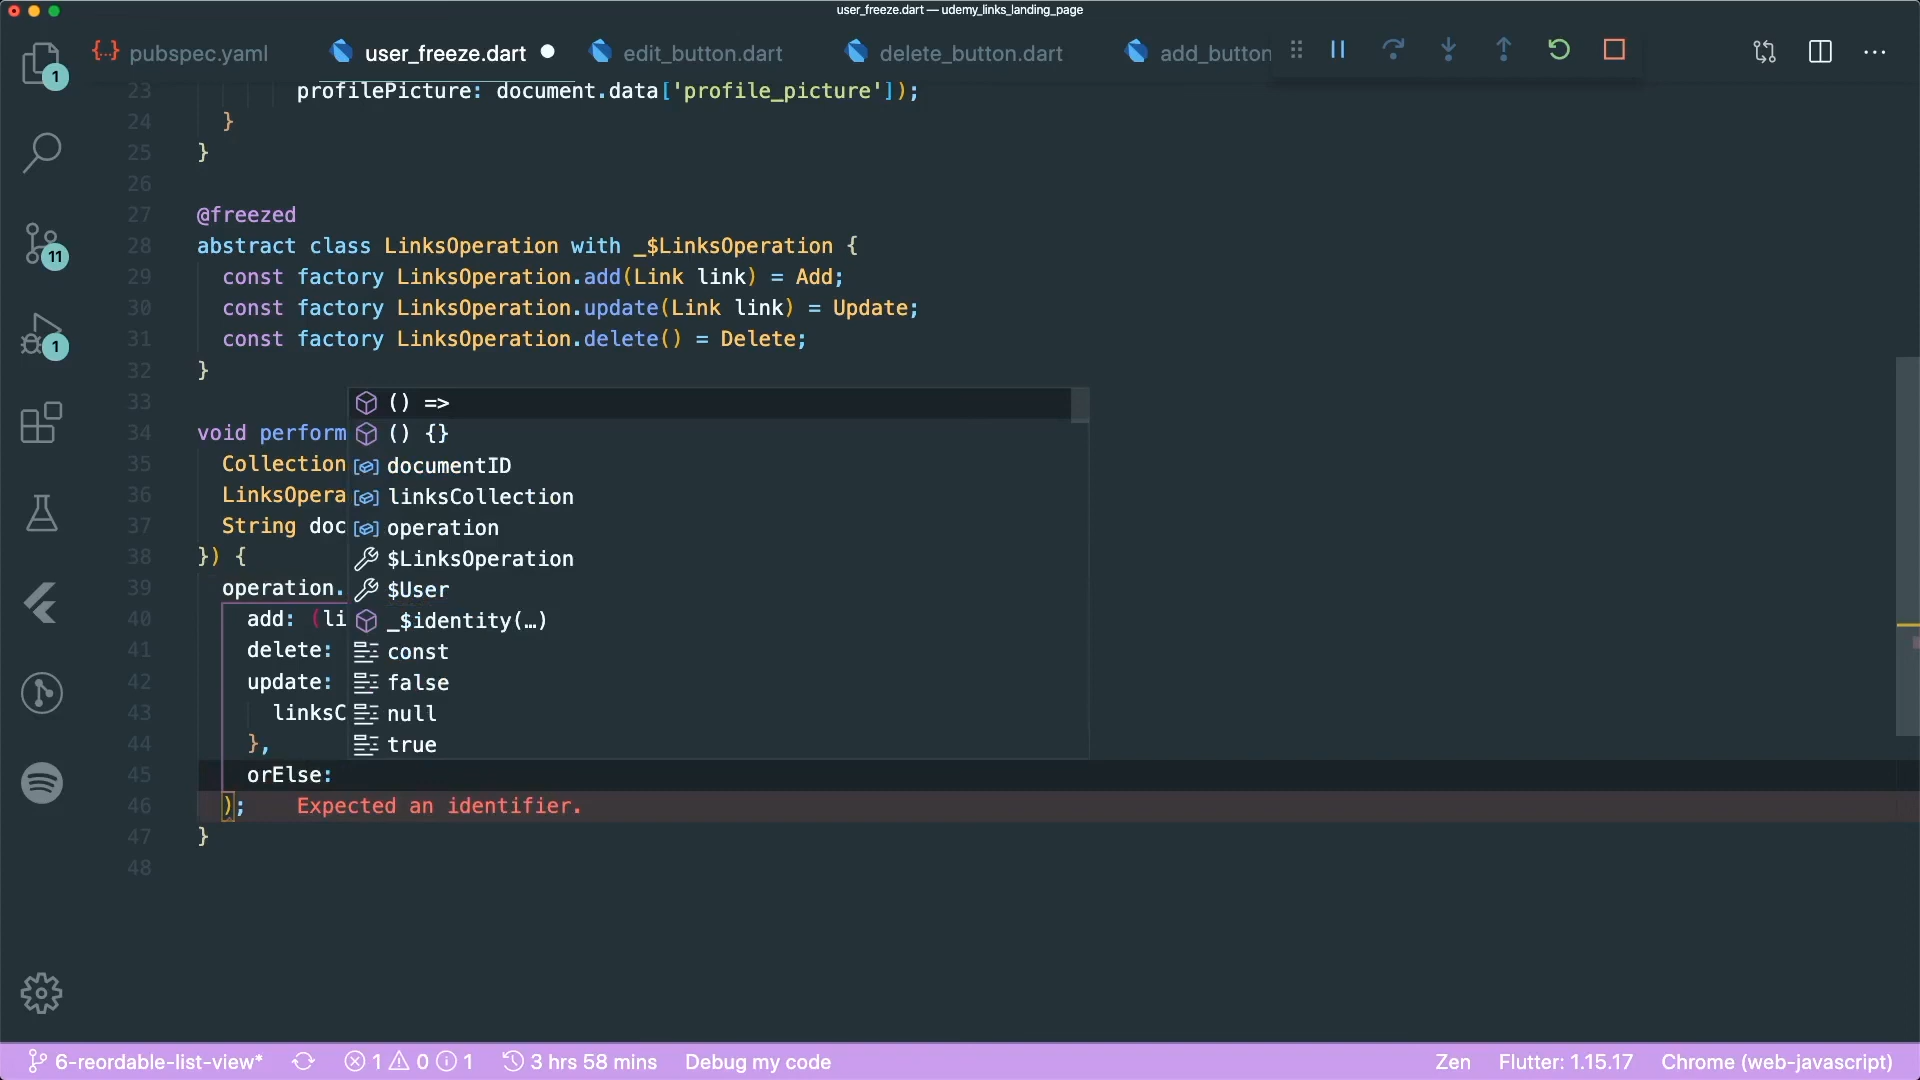 user_freeze.dart — udemy_links_landing_page
pubspec.yaml
user_freeze.dart
edit_button.dart
delete_button.dart
add_button
1
11
1
23 profilePicture: document.data['profile_picture']);
24 }
25 }
26
27 @freezed
28 abstract class LinksOperation with _$LinksOperation {
29 const factory LinksOperation.add(Link link) = Add;
30 const factory LinksOperation.update(Link link) = Update;
31 const factory LinksOperation.delete() = Delete;
32 }
33
34 void perform
35 Collection
36 LinksOpera
37 String doc
38 }) {
39 operation.
40 add: (li
41 delete:
42 update:
43 linksC
44 },
45 orElse:
46 ); Expected an identifier.
47 }
48
() =>
() {}
documentID
linksCollection
operation
$LinksOperation
$User
_$identity(…)
const
false
null
true
6-reordable-list-view* 1 0 1 3 hrs 58 mins Debug my code Zen Flutter: 1.15.17 Chrome (web-javascript)